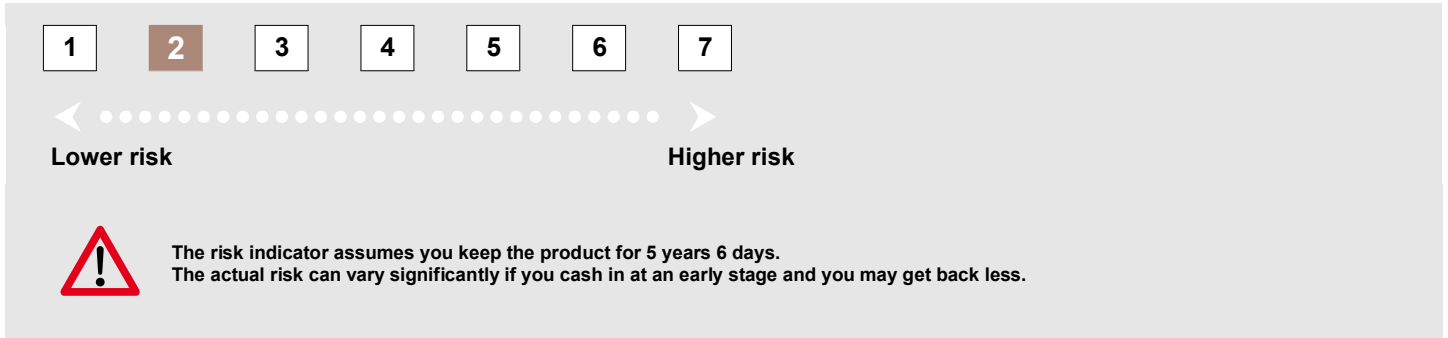 1 2 3 4 5 6 7
Lower risk Higher risk
The risk indicator assumes you keep the product for 5 years 6 days.
The actual risk can vary significantly if you cash in at an early stage and you may get back less.